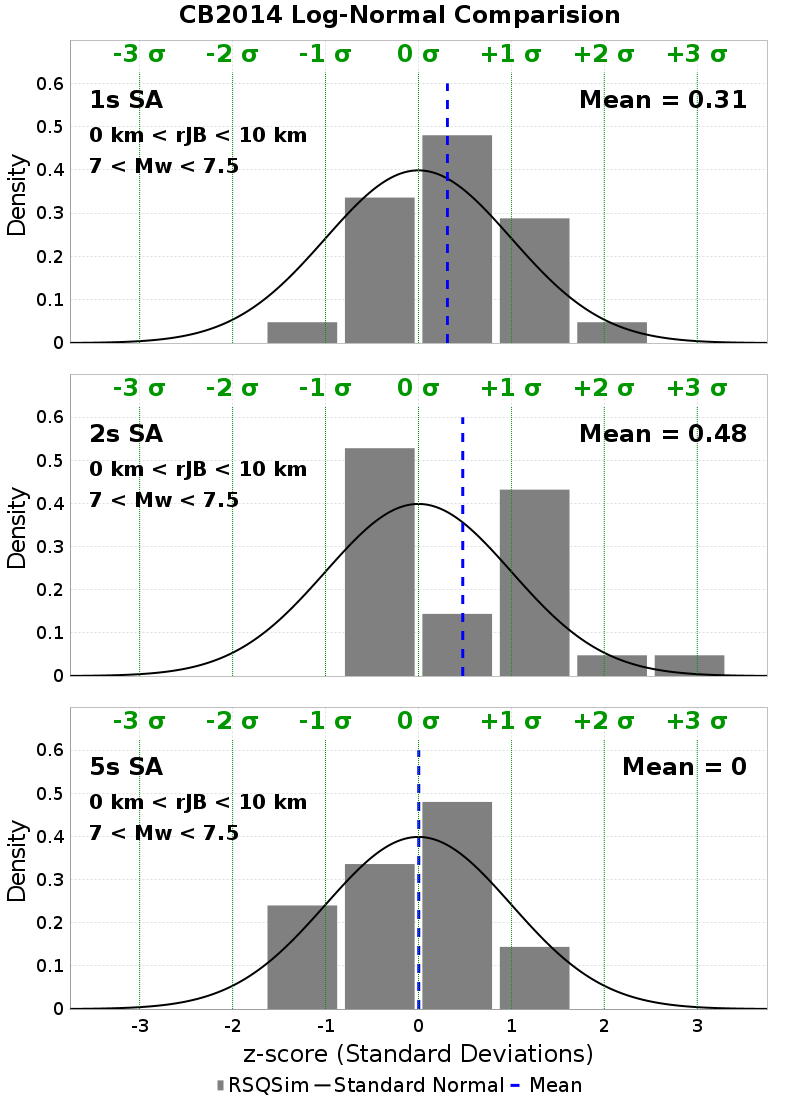 CB2014 Log-Normal Comparision
-3 σ -2 σ -1 σ 0 σ +1 σ +2 σ +3 σ
1s SA Mean = 0.31
0 km < rJB < 10 km
7 < Mw < 7.5
Density
0.6
0.5
0.4
0.3
0.2
0.1
0
-3 σ -2 σ -1 σ 0 σ +1 σ +2 σ +3 σ
2s SA Mean = 0.48
0 km < rJB < 10 km
7 < Mw < 7.5
Density
0.6
0.5
0.4
0.3
0.2
0.1
0
-3 σ -2 σ -1 σ 0 σ +1 σ +2 σ +3 σ
5s SA Mean = 0
0 km < rJB < 10 km
7 < Mw < 7.5
Density
0.6
0.5
0.4
0.3
0.2
0.1
0
-3 -2 -1 0 1 2 3
z-score (Standard Deviations)
RSQSim Standard Normal Mean